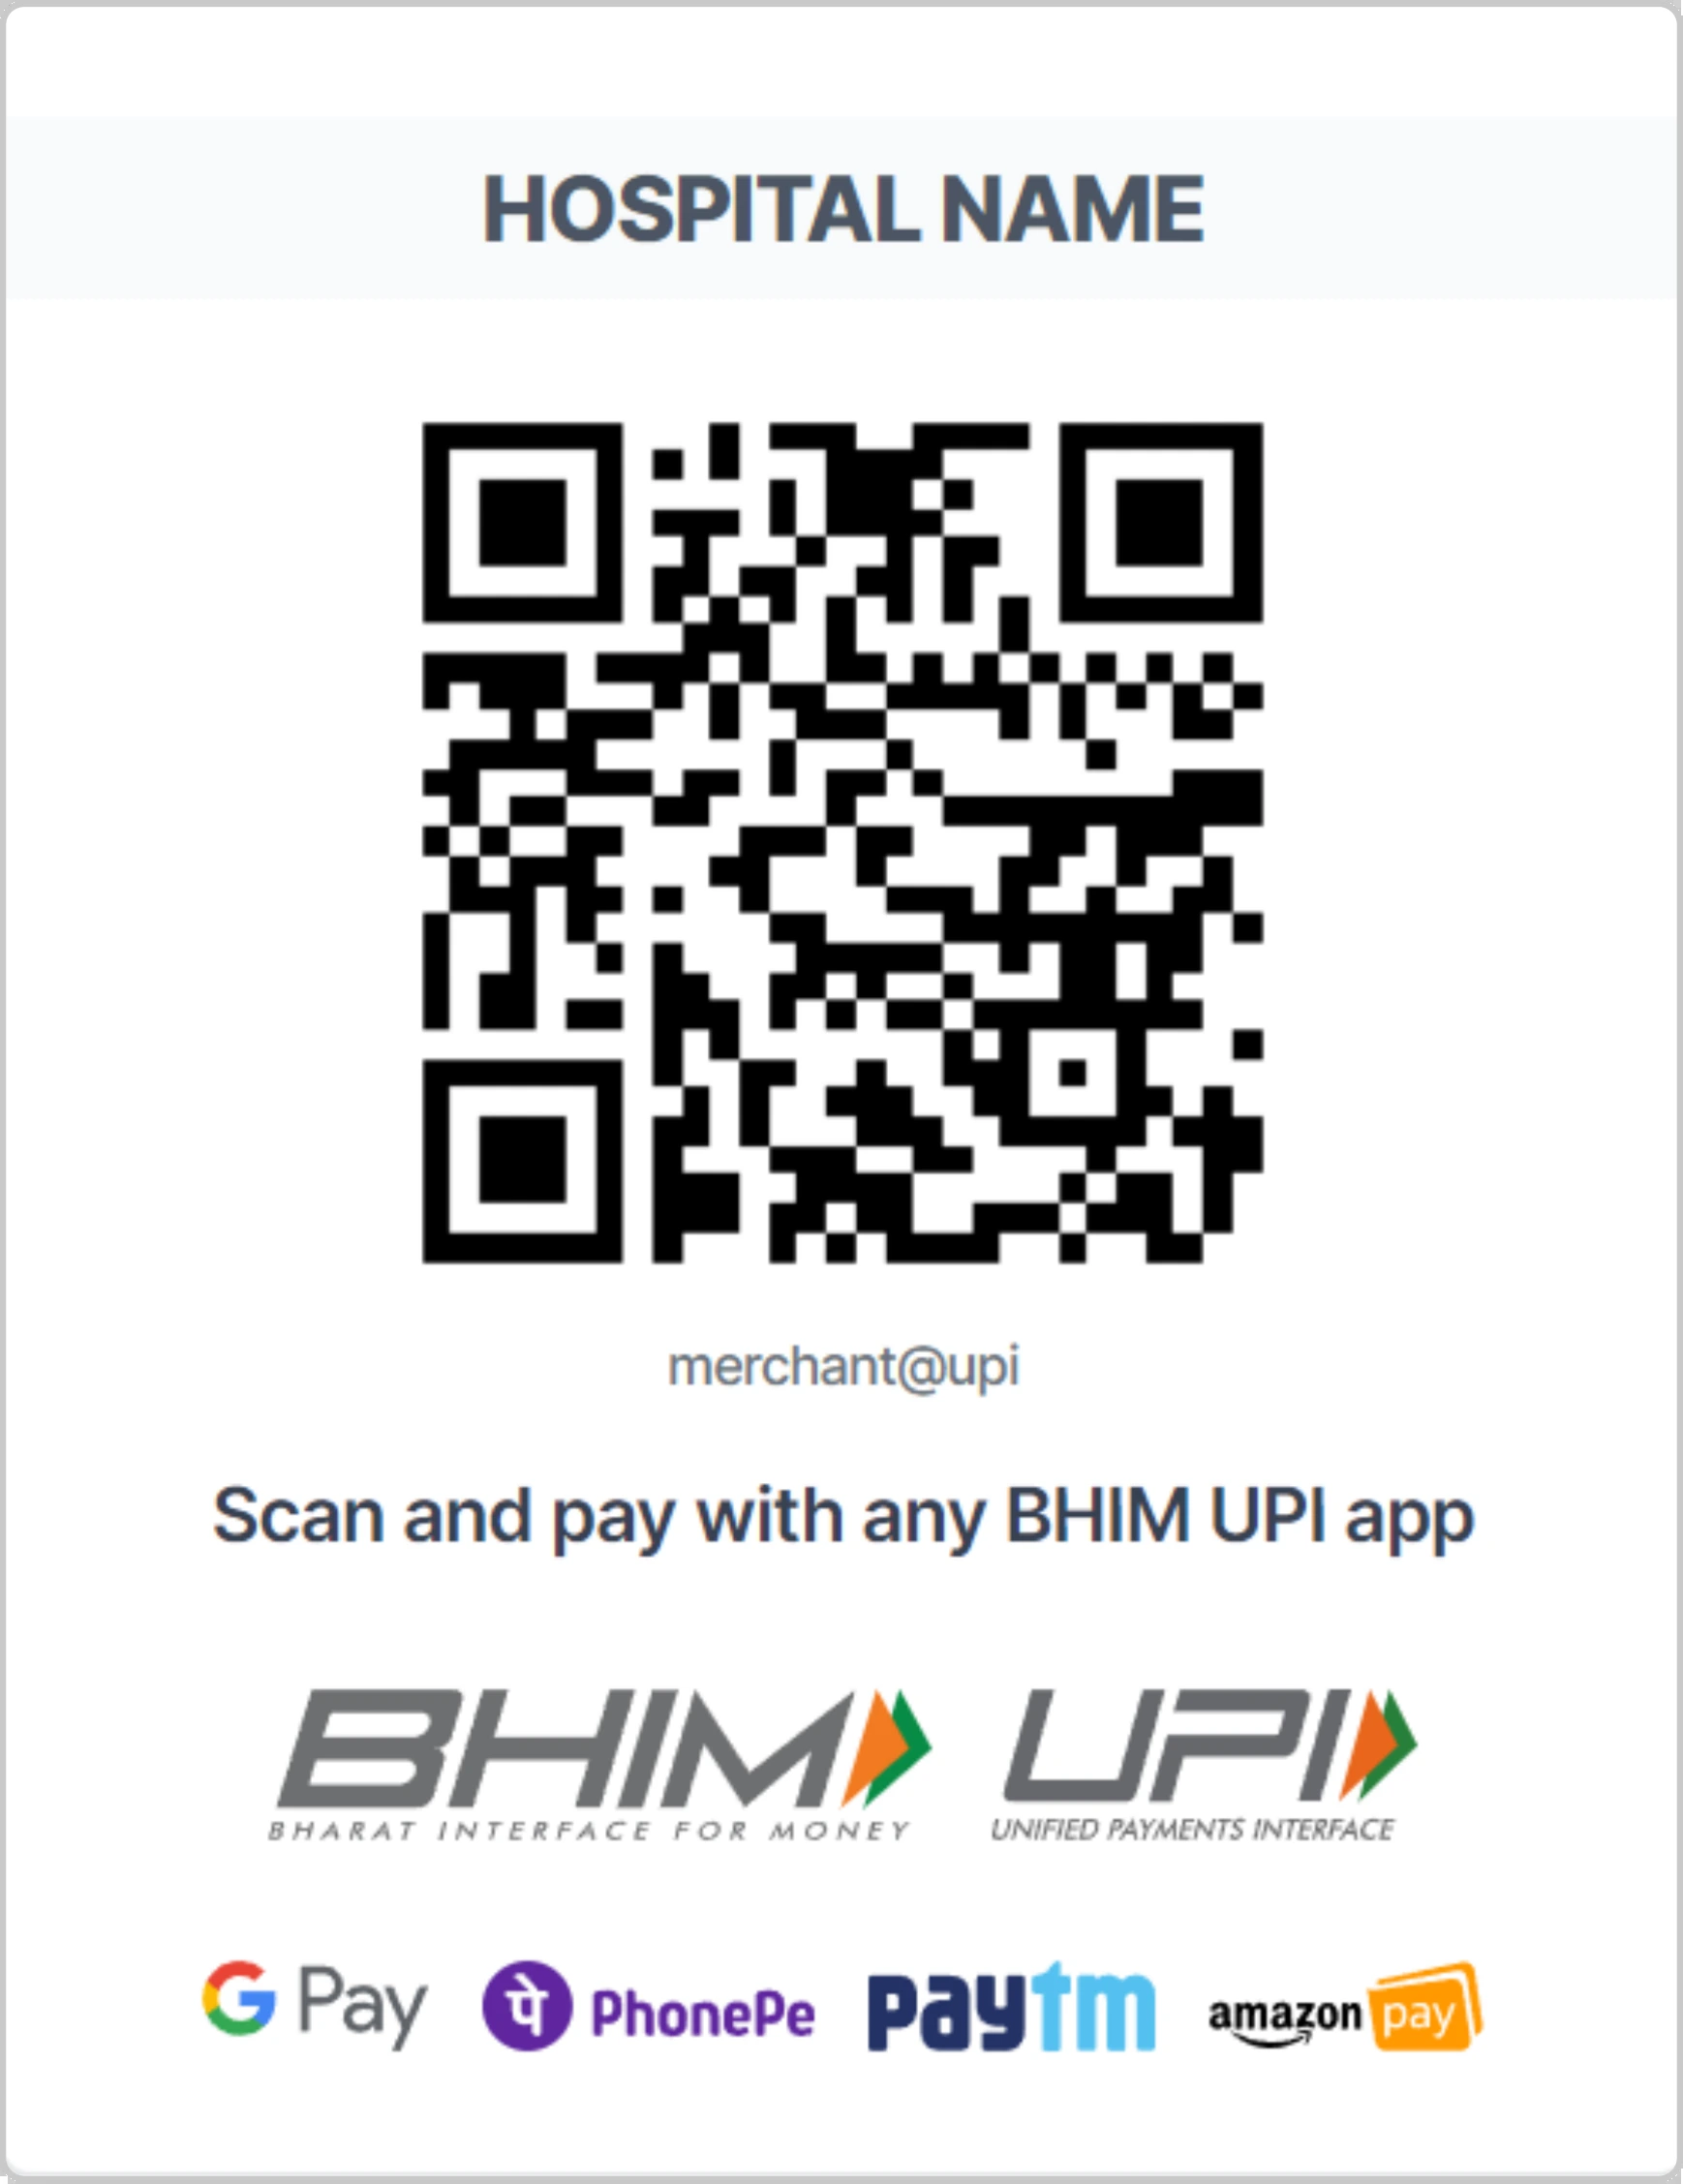 HOSPITAL NAME
merchant@upi
Scan and pay with any BHIM UPI app
BHIM UPI
BHARAT INTERFACE FOR MONEY UNIFIED PAYMENTS INTERFACE
G Pay पे PhonePe paytm amazon pay